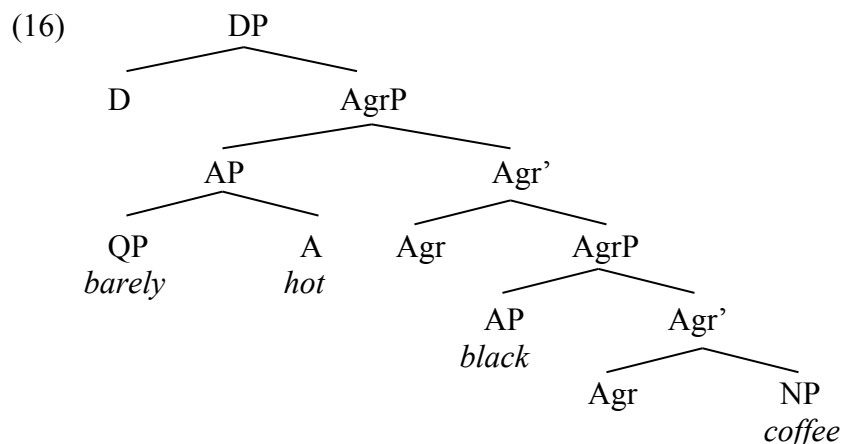 (16) DP
D AgrP
AP Agr’
QP A Agr AgrP
barely hot AP Agr’
black
Agr NP
coffee